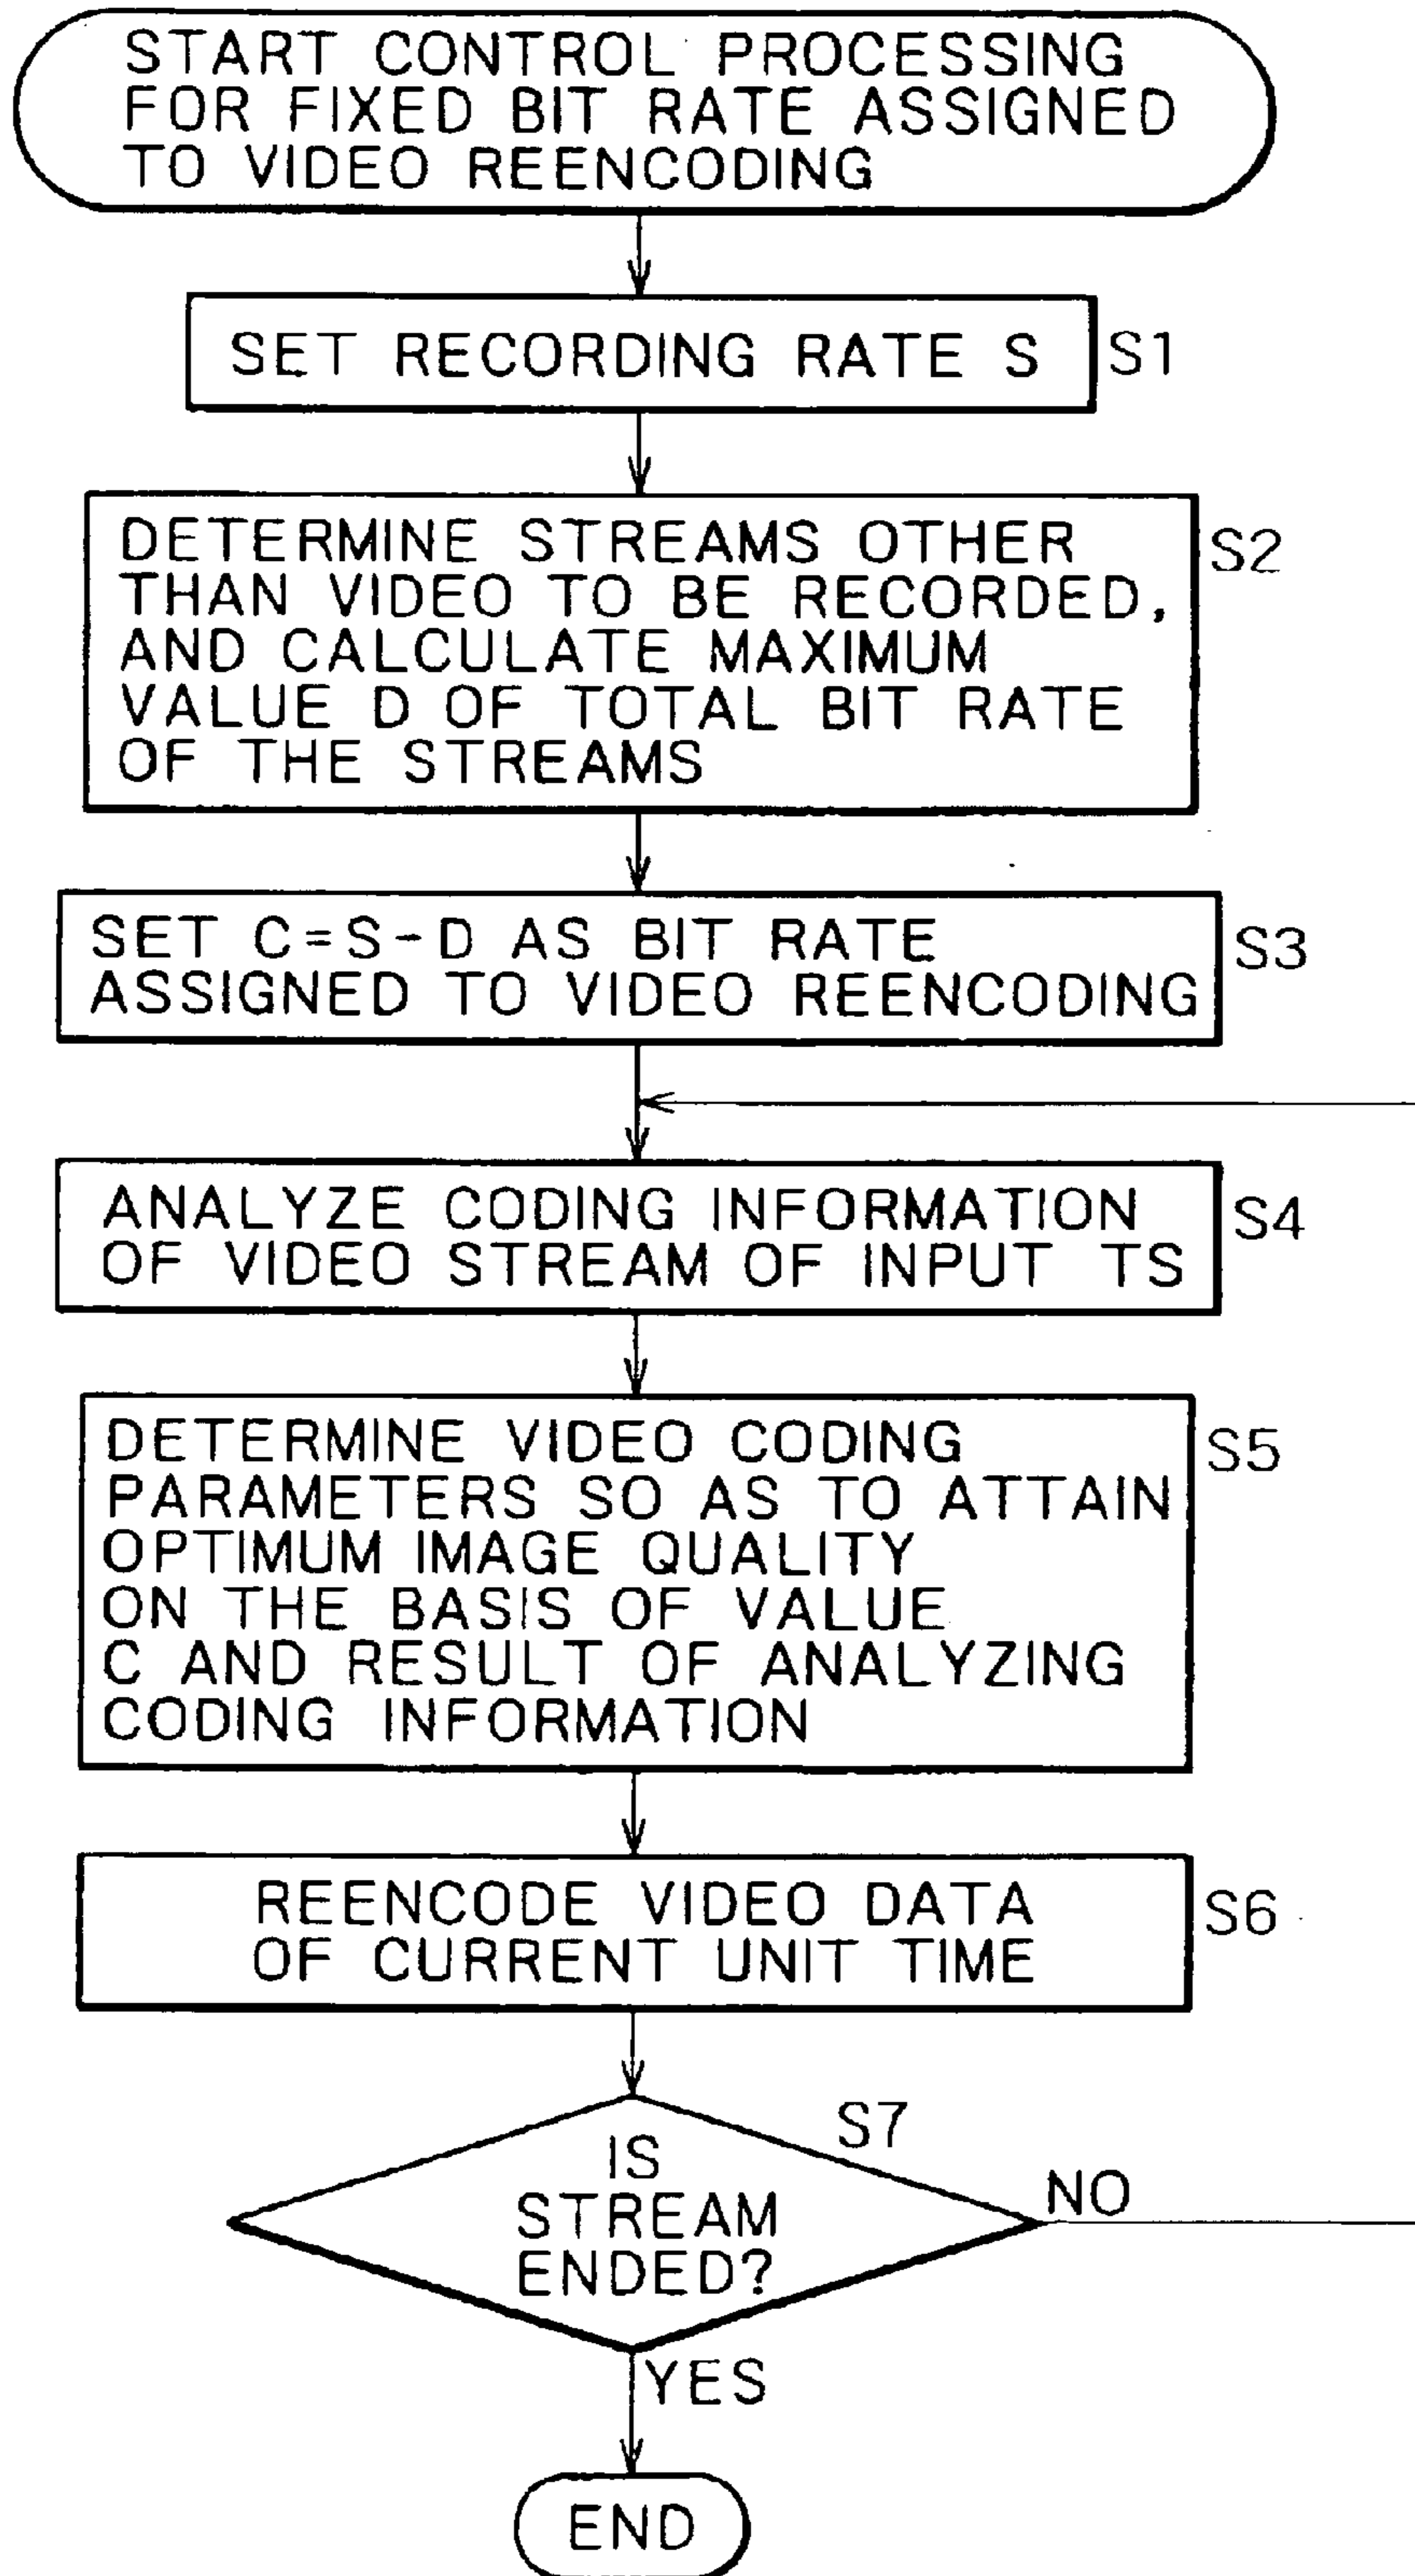 START CONTROL PROCESSING
FOR FIXED BIT RATE ASSIGNED
TO VIDEO REENCODING
SET RECORDING RATE S
S1
DETERMINE STREAMS OTHER
THAN VIDEO TO BE RECORDED,
AND CALCULATE MAXIMUM
VALUE D OF TOTAL BIT RATE
OF THE STREAMS
S2
SET C=S-D AS BIT RATE
ASSIGNED TO VIDEO REENCODING
S3
ANALYZE CODING INFORMATION
OF VIDEO STREAM OF INPUT TS
S4
DETERMINE VIDEO CODING
PARAMETERS SO AS TO ATTAIN
OPTIMUM IMAGE QUALITY
ON THE BASIS OF VALUE
C AND RESULT OF ANALYZING
CODING INFORMATION
S5
REENCODE VIDEO DATA
OF CURRENT UNIT TIME
S6
S7
IS
STREAM
ENDED?
NO
YES
END